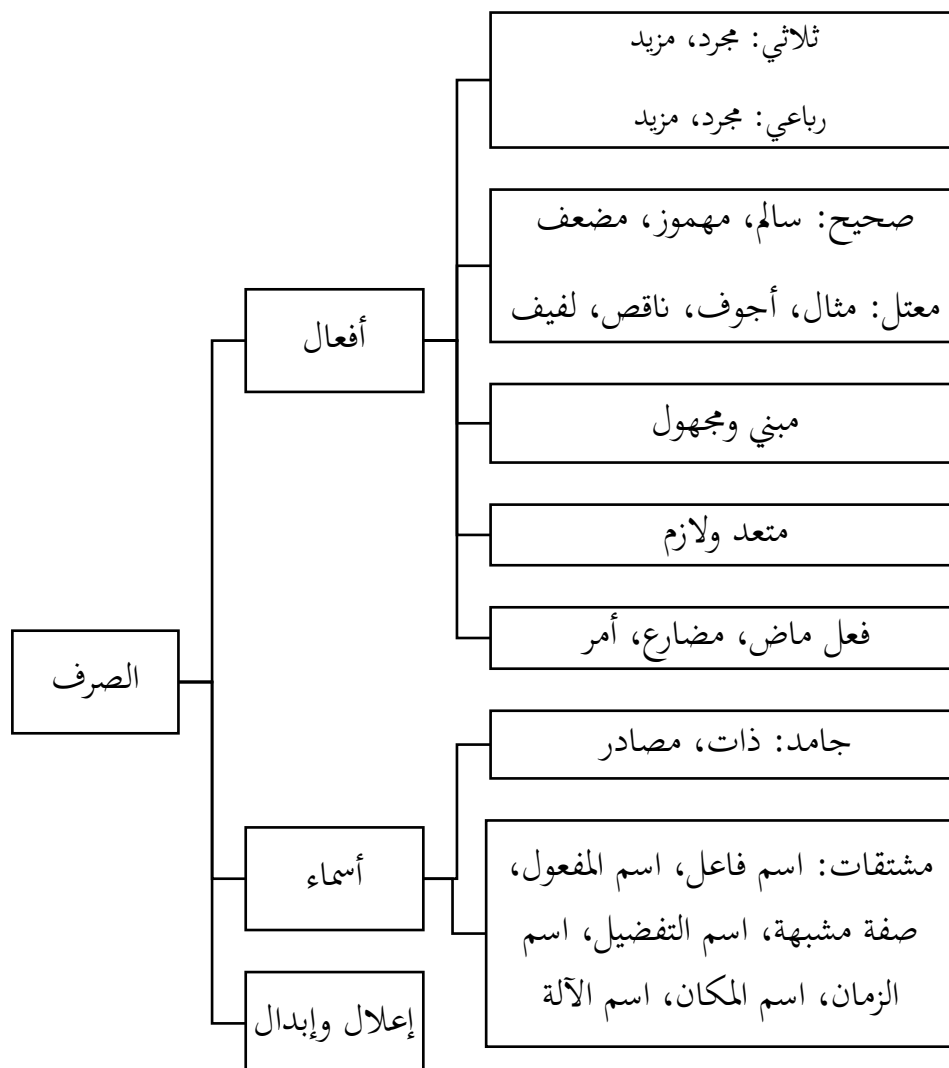 ثلاثي: مجرد، مزيد
رباعي: مجرد، مزيد
صحيح: سالم، مهموز، مضعف
معتل: مثال، أجوف، ناقص، لفيف
أفعال
مبني ومجهول
متعد ولازم
فعل ماض، مضارع، أمر
الصرف
جامد: ذات، مصادر
أسماء
مشتقات: اسم فاعل، اسم المفعول،
صفة مشبهة، اسم التفضيل، اسم
الزمان، اسم المكان، اسم الآلة
إعلال وإبدال